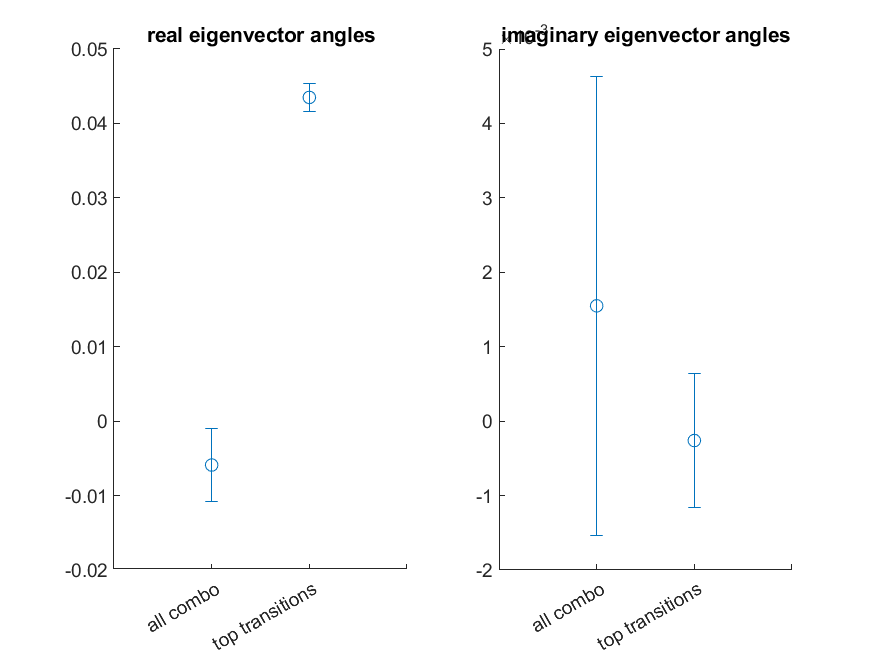 real eigenvector angles
0.05
0.04
0.03
0.02
0.01
0
-0.01
-0.02
all combo
top transitions
imaginary eigenvector angles
5
4
3
2
1
0
-1
-2
all combo
top transitions